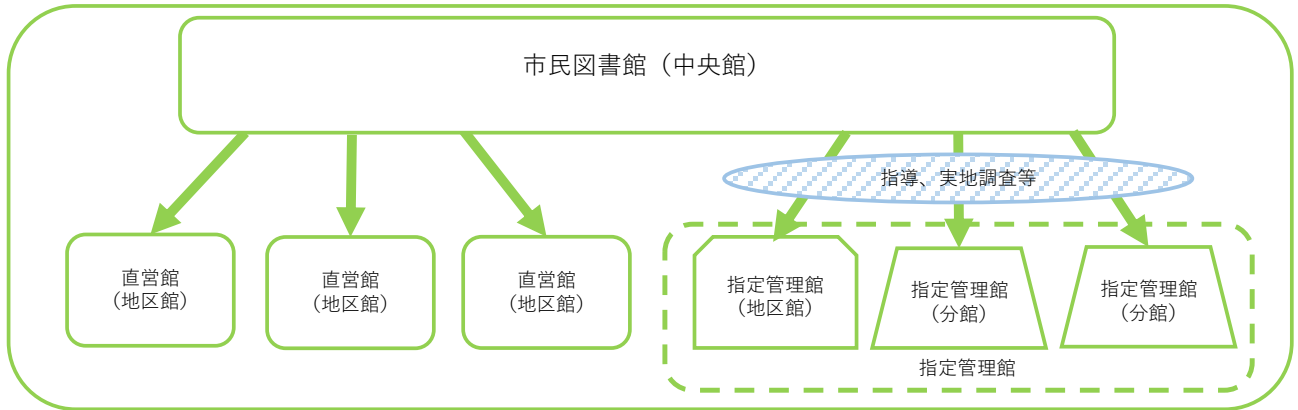 市民図書館（中央館）
指導、実地調査等
直営館
（地区館）
直営館
（地区館）
直営館
（地区館）
指定管理館
（地区館）
指定管理館
（分館）
指定管理館
（分館）
指定管理館